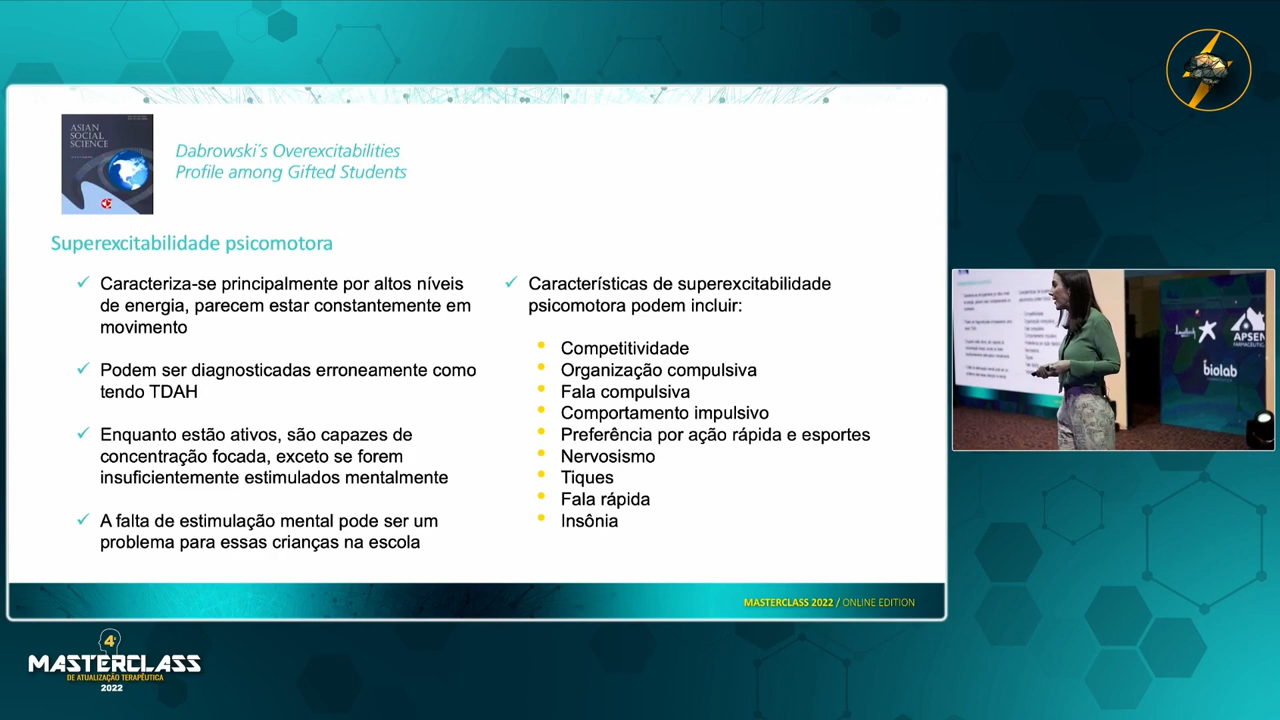 ASIAN
SOCIAL
SCIENCE
Dabrowski´s Overexcitabilities
Profile among Gifted Students
Superexcitabilidade psicomotora
✓ Caracteriza-se principalmente por altos níveis
de energia, parecem estar constantemente em
movimento
✓ Podem ser diagnosticadas erroneamente como
tendo TDAH
✓ Enquanto estão ativos, são capazes de
concentração focada, exceto se forem
insuficientemente estimulados mentalmente
✓ A falta de estimulação mental pode ser um
problema para essas crianças na escola
✓ Características de superexcitabilidade
psicomotora podem incluir:
• Competitividade
• Organização compulsiva
• Fala compulsiva
• Comportamento impulsivo
• Preferência por ação rápida e esportes
• Nervosismo
• Tiques
• Fala rápida
• Insônia
MASTERCLASS 2022 / ONLINE EDITION
APSEN
FARMACÊUTICA
biolab
4ª
MASTERCLASS
DE ATUALIZAÇÃO TERAPÊUTICA
2022